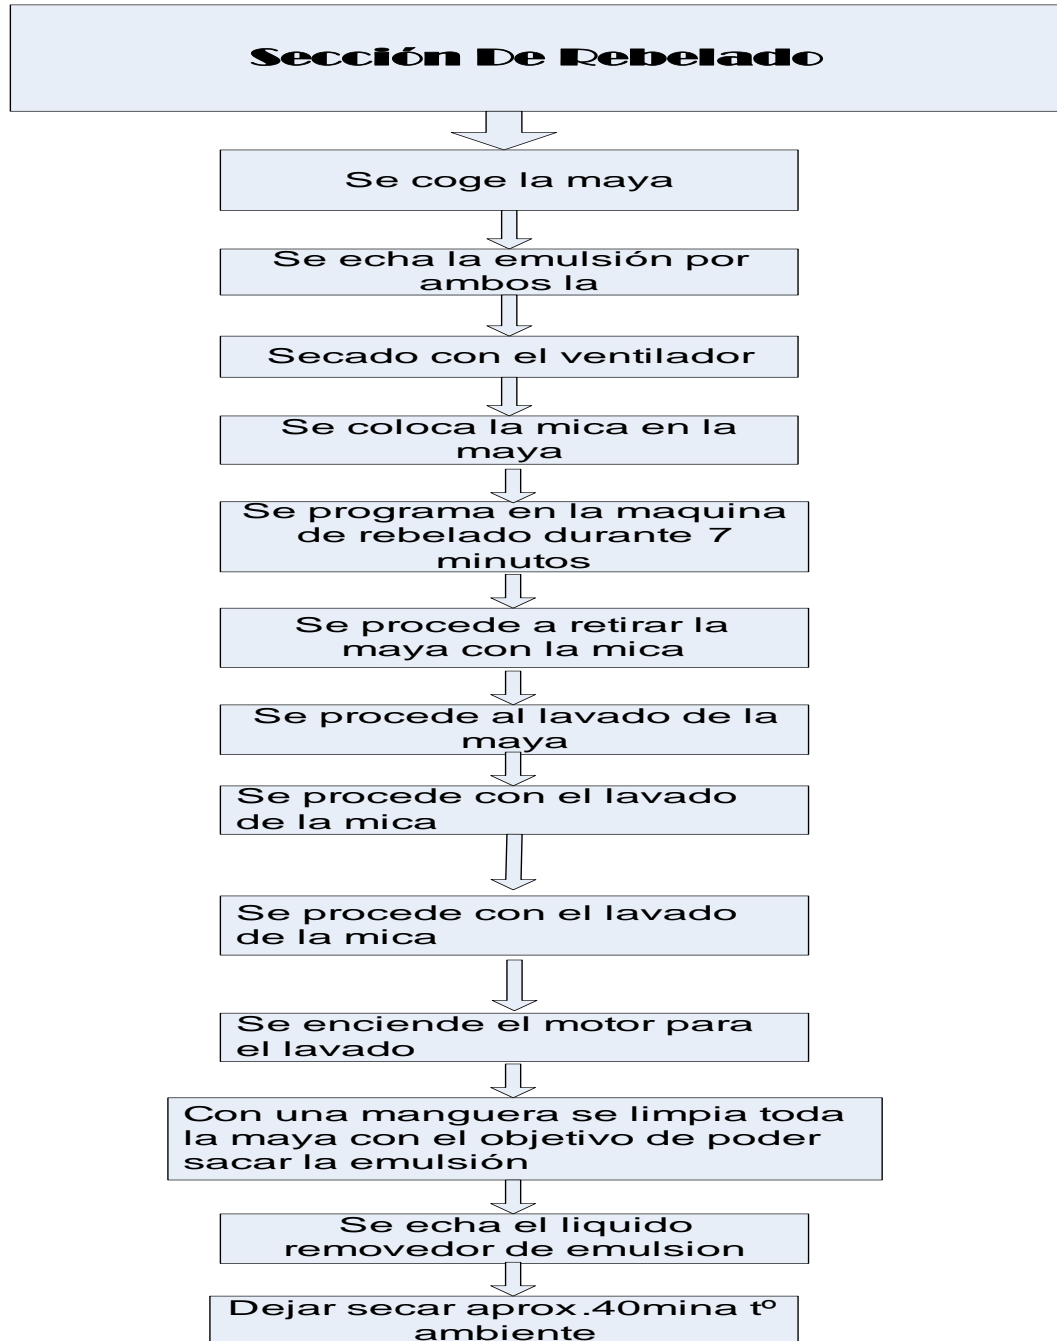 Sección De Rebelado
Se coge la maya
Se echa la emulsión por
ambos la
Secado con el ventilador
Se coloca la mica en la
maya
Se programa en la maquina
de rebelado durante 7
minutos
Se procede a retirar la
maya con la mica
Se procede al lavado de la
maya
Se procede con el lavado
de la mica
Se procede con el lavado
de la mica
Se enciende el motor para
el lavado
Con una manguera se limpia toda
la maya con el objetivo de poder
sacar la emulsión
Se echa el liquido
removedor de emulsion
Dejar secar aprox.40mina tº
ambiente